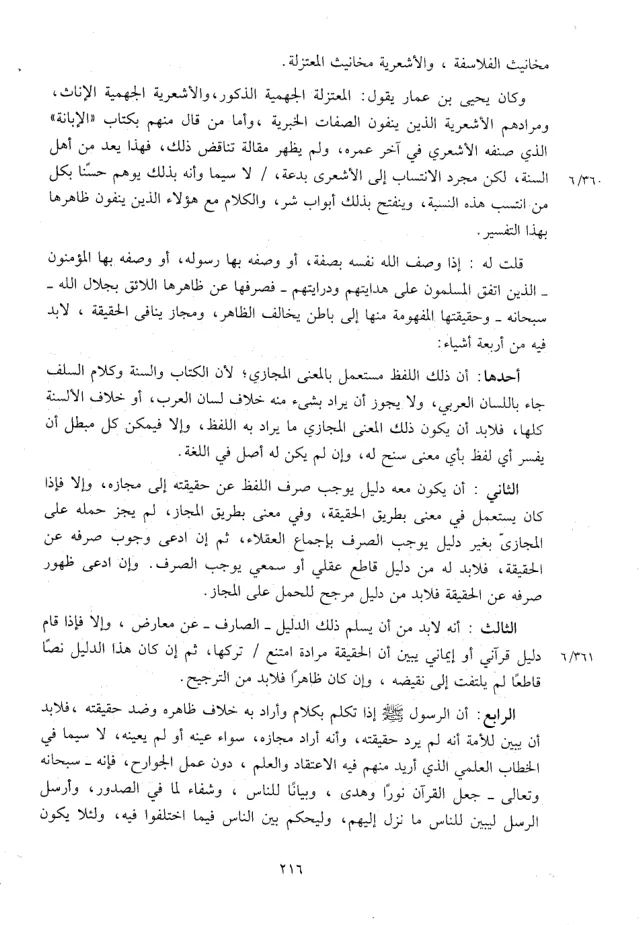 مخانيث الفلاسفة ، والأشعرية مخانيث المعتزلة .
وكان يحيى بن عمار يقول: المعتزلة الجهمية الذكور،والأشعرية الجهمية الإناث،
ومرادهم الأشعرية الذين ينفون الصفات الخبرية ،وأما من قال منهم بكتاب «الإبانة»
الذي صنفه الأشعري في آخر عمره، ولم يظهر مقالة تناقض ذلك، فهذا يعد من أهل
٦/٣٦٠ السنة، لكن مجرد الانتساب إلى الأشعرى بدعة، / لا سيما وأنه بذلك يوهم حسنًا بكل
من انتسب هذه النسبة، وينفتح بذلك أبواب شر، والكلام مع هؤلاء الذين ينفون ظاهرها
بهذا التفسير .
قلت له : إذا وصف الله نفسه بصفة، أو وصفه بها رسوله، أو وصفه بها المؤمنون
ـ الذين اتفق المسلمون على هدايتهم ودرايتهم ـ فصرفها عن ظاهرها اللائق بجلال الله ـ
سبحانه ـ وحقيقتها المفهومة منها إلى باطن يخالف الظاهر، ومجاز ينافى الحقيقة ، لابد
فيه من أربعة أشياء:
أحدها: أن ذلك اللفظ مستعمل بالمعنى المجازي؛ لأن الكتاب والسنة وكلام السلف
جاء باللسان العربي، ولا يجوز أن يراد بشىء منه خلاف لسان العرب، أو خلاف الألسنة
كلها، فلابد أن يكون ذلك المعنى المجازي ما يراد به اللفظ، وإلا فيمكن كل مبطل أن
يفسر أي لفظ بأي معنى سنح له، وإن لم يكن له أصل في اللغة.
الثاني : أن يكون معه دليل يوجب صرف اللفظ عن حقيقته إلى مجازه، وإلا فإذا
كان يستعمل في معنى بطريق الحقيقة، وفي معنى بطريق المجاز، لم يجز حمله على
المجازىّ بغير دليل يوجب الصرف بإجماع العقلاء، ثم إن ادعى وجوب صرفه عن
الحقيقة، فلابد له من دليل قاطع عقلي أو سمعي يوجب الصرف. وإن ادعى ظهور
صرفه عن الحقيقة فلابد من دليل مرجح للحمل على المجاز.
الثالث : أنه لابد من أن يسلم ذلك الدليل ـ الصارف ـ عن معارض ، وإلا فإذا قام
٦/٣٦١ دليل قرآني أو إيماني يبين أن الحقيقة مرادة امتنع / تركها، ثم إن كان هذا الدليل نصًا
قاطعًا لم يلتفت إلى نقيضه ، وإن كان ظاهرًا فلابد من الترجيح.
الرابع : أن الرسول ﷺ إذا تكلم بكلام وأراد به خلاف ظاهره وضد حقيقته ،فلابد
أن يبين للأمة أنه لم يرد حقيقته، وأنه أراد مجازه، سواء عينه أو لم يعينه، لا سيما في
الخطاب العلمي الذي أريد منهم فيه الاعتقاد والعلم ، دون عمل الجوارح، فإنه ـ سبحانه
وتعالى ـ جعل القرآن نورًا وهدى ، وبيانًا للناس ، وشفاء لما في الصدور، وأرسل
الرسل ليبين للناس ما نزل إليهم، وليحكم بين الناس فيما اختلفوا فيه، ولئلا يكون
٢١٦